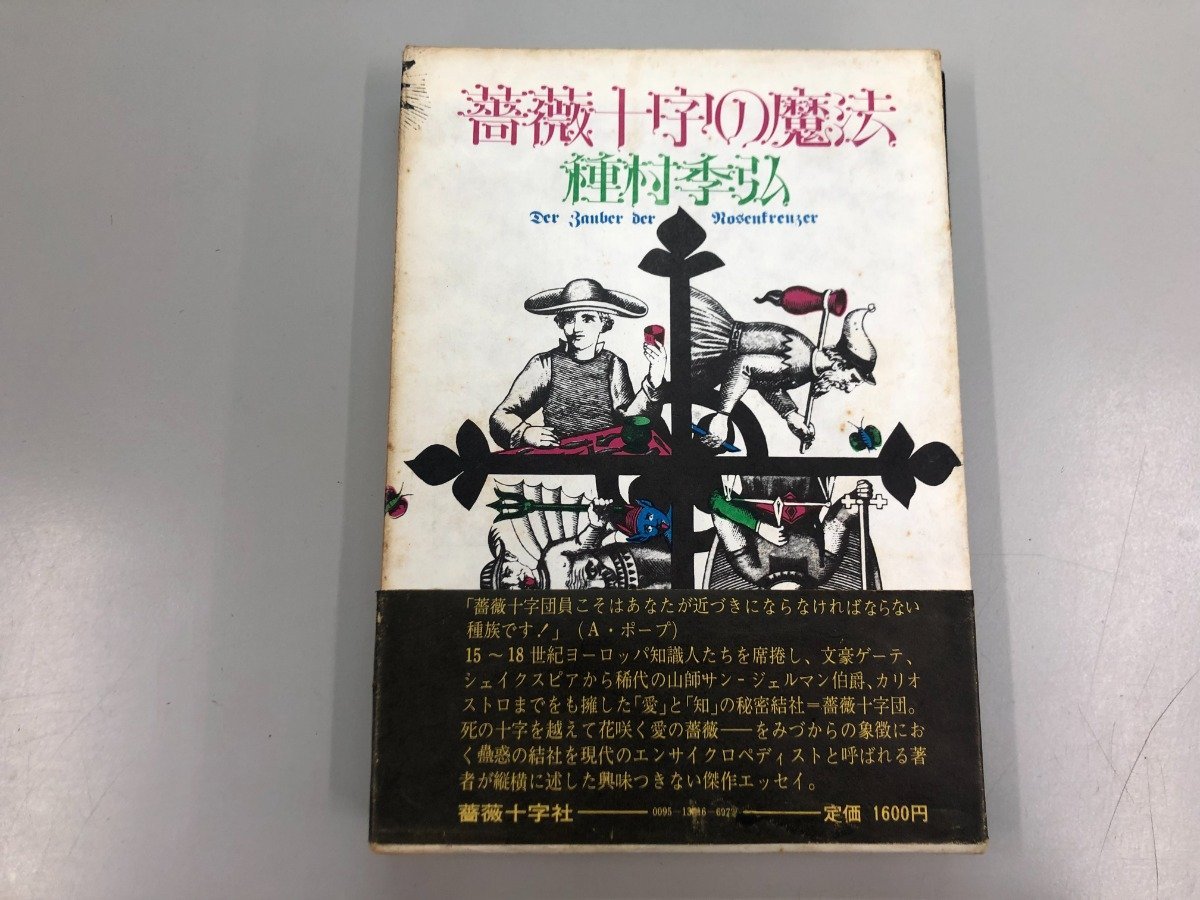 薔薇十字の魔法
種村季弘
Der Zauber der Rosenkreuzer
「薔薇十字団員こそはあなたが近づきにならなければならない
種族です！」(A・ポープ)
15～18世紀ヨーロッパ知識人たちを席捲し、文豪ゲーテ、
シェイクスピアから稀代の山師サン‐ジェルマン伯爵、カリオ
ストロまでをも擁した「愛」と「知」の秘密結社＝薔薇十字団。
死の十字を越えて花咲く愛の薔薇──をみづからの象徴にお
く蠱惑の結社を現代のエンサイクロペディストと呼ばれる著
者が縦横に述した興味つきない傑作エッセイ。
薔薇十字社 0095 定価 1600円